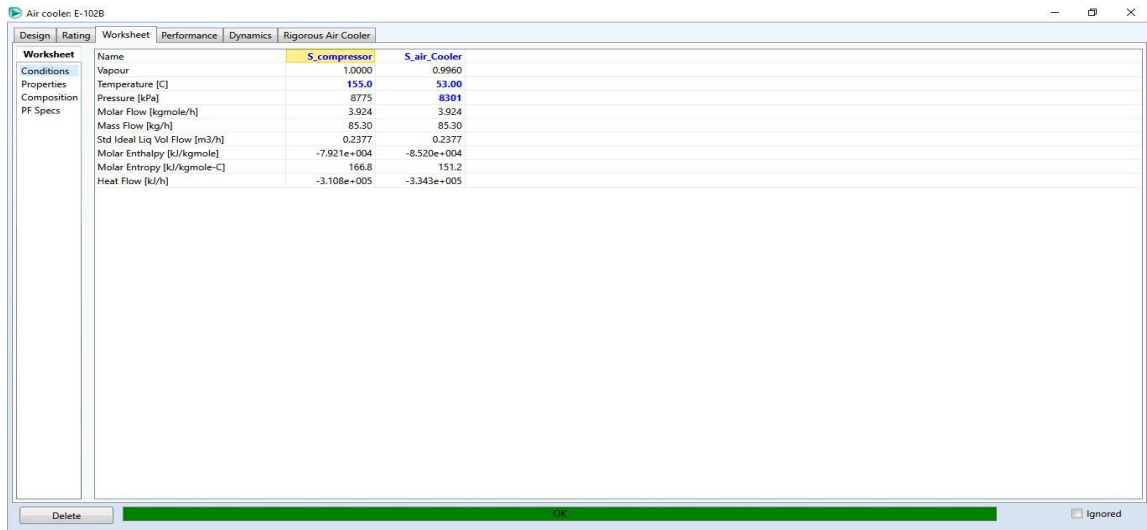 Air cooler: E-102B
Design Rating Worksheet Performance Dynamics Rigorous Air Cooler
Worksheet
Conditions
Properties
Composition
PF Specs
Name S_compressor S_air_Cooler
Vapour 1.0000 0.9960
Temperature [C] 155.0 53.00
Pressure [kPa] 8775 8301
Molar Flow [kgmole/h] 3.924 3.924
Mass Flow [kg/h] 85.30 85.30
Std Ideal Liq Vol Flow [m3/h] 0.2377 0.2377
Molar Enthalpy [kJ/kgmole] -7.921e+004 -8.520e+004
Molar Entropy [kJ/kgmole-C] 166.8 151.2
Heat Flow [kJ/h] -3.108e+005 -3.343e+005
Delete OK Ignored